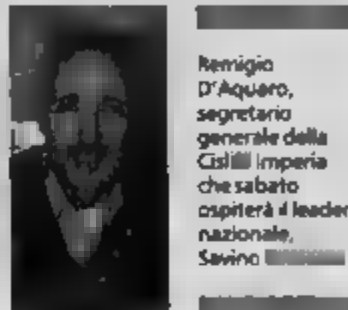 Remigio
D'Aquaro,
segretario
generale della
Cisl Imperia
che sabato
ospiterà il leader
nazionale,
Savino